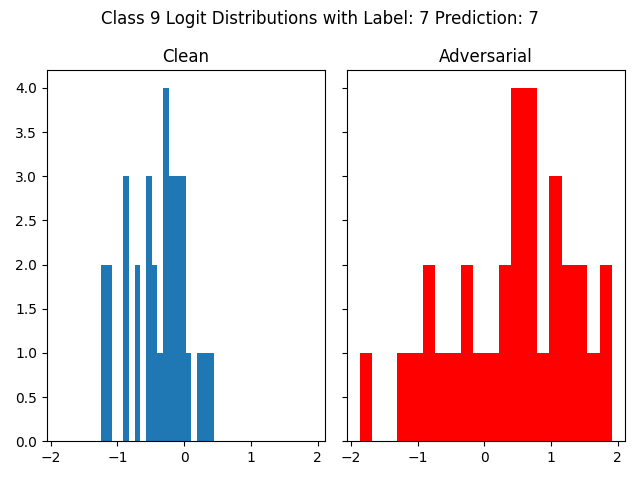 Class 9 Logit Distributions with Label: 7 Prediction: 7
Clean
Adversarial
4.0
3.5
3.0
2.5
2.0
1.5
1.0
0.5
0.0
−2 −1 0 1 2
−2 −1 0 1 2